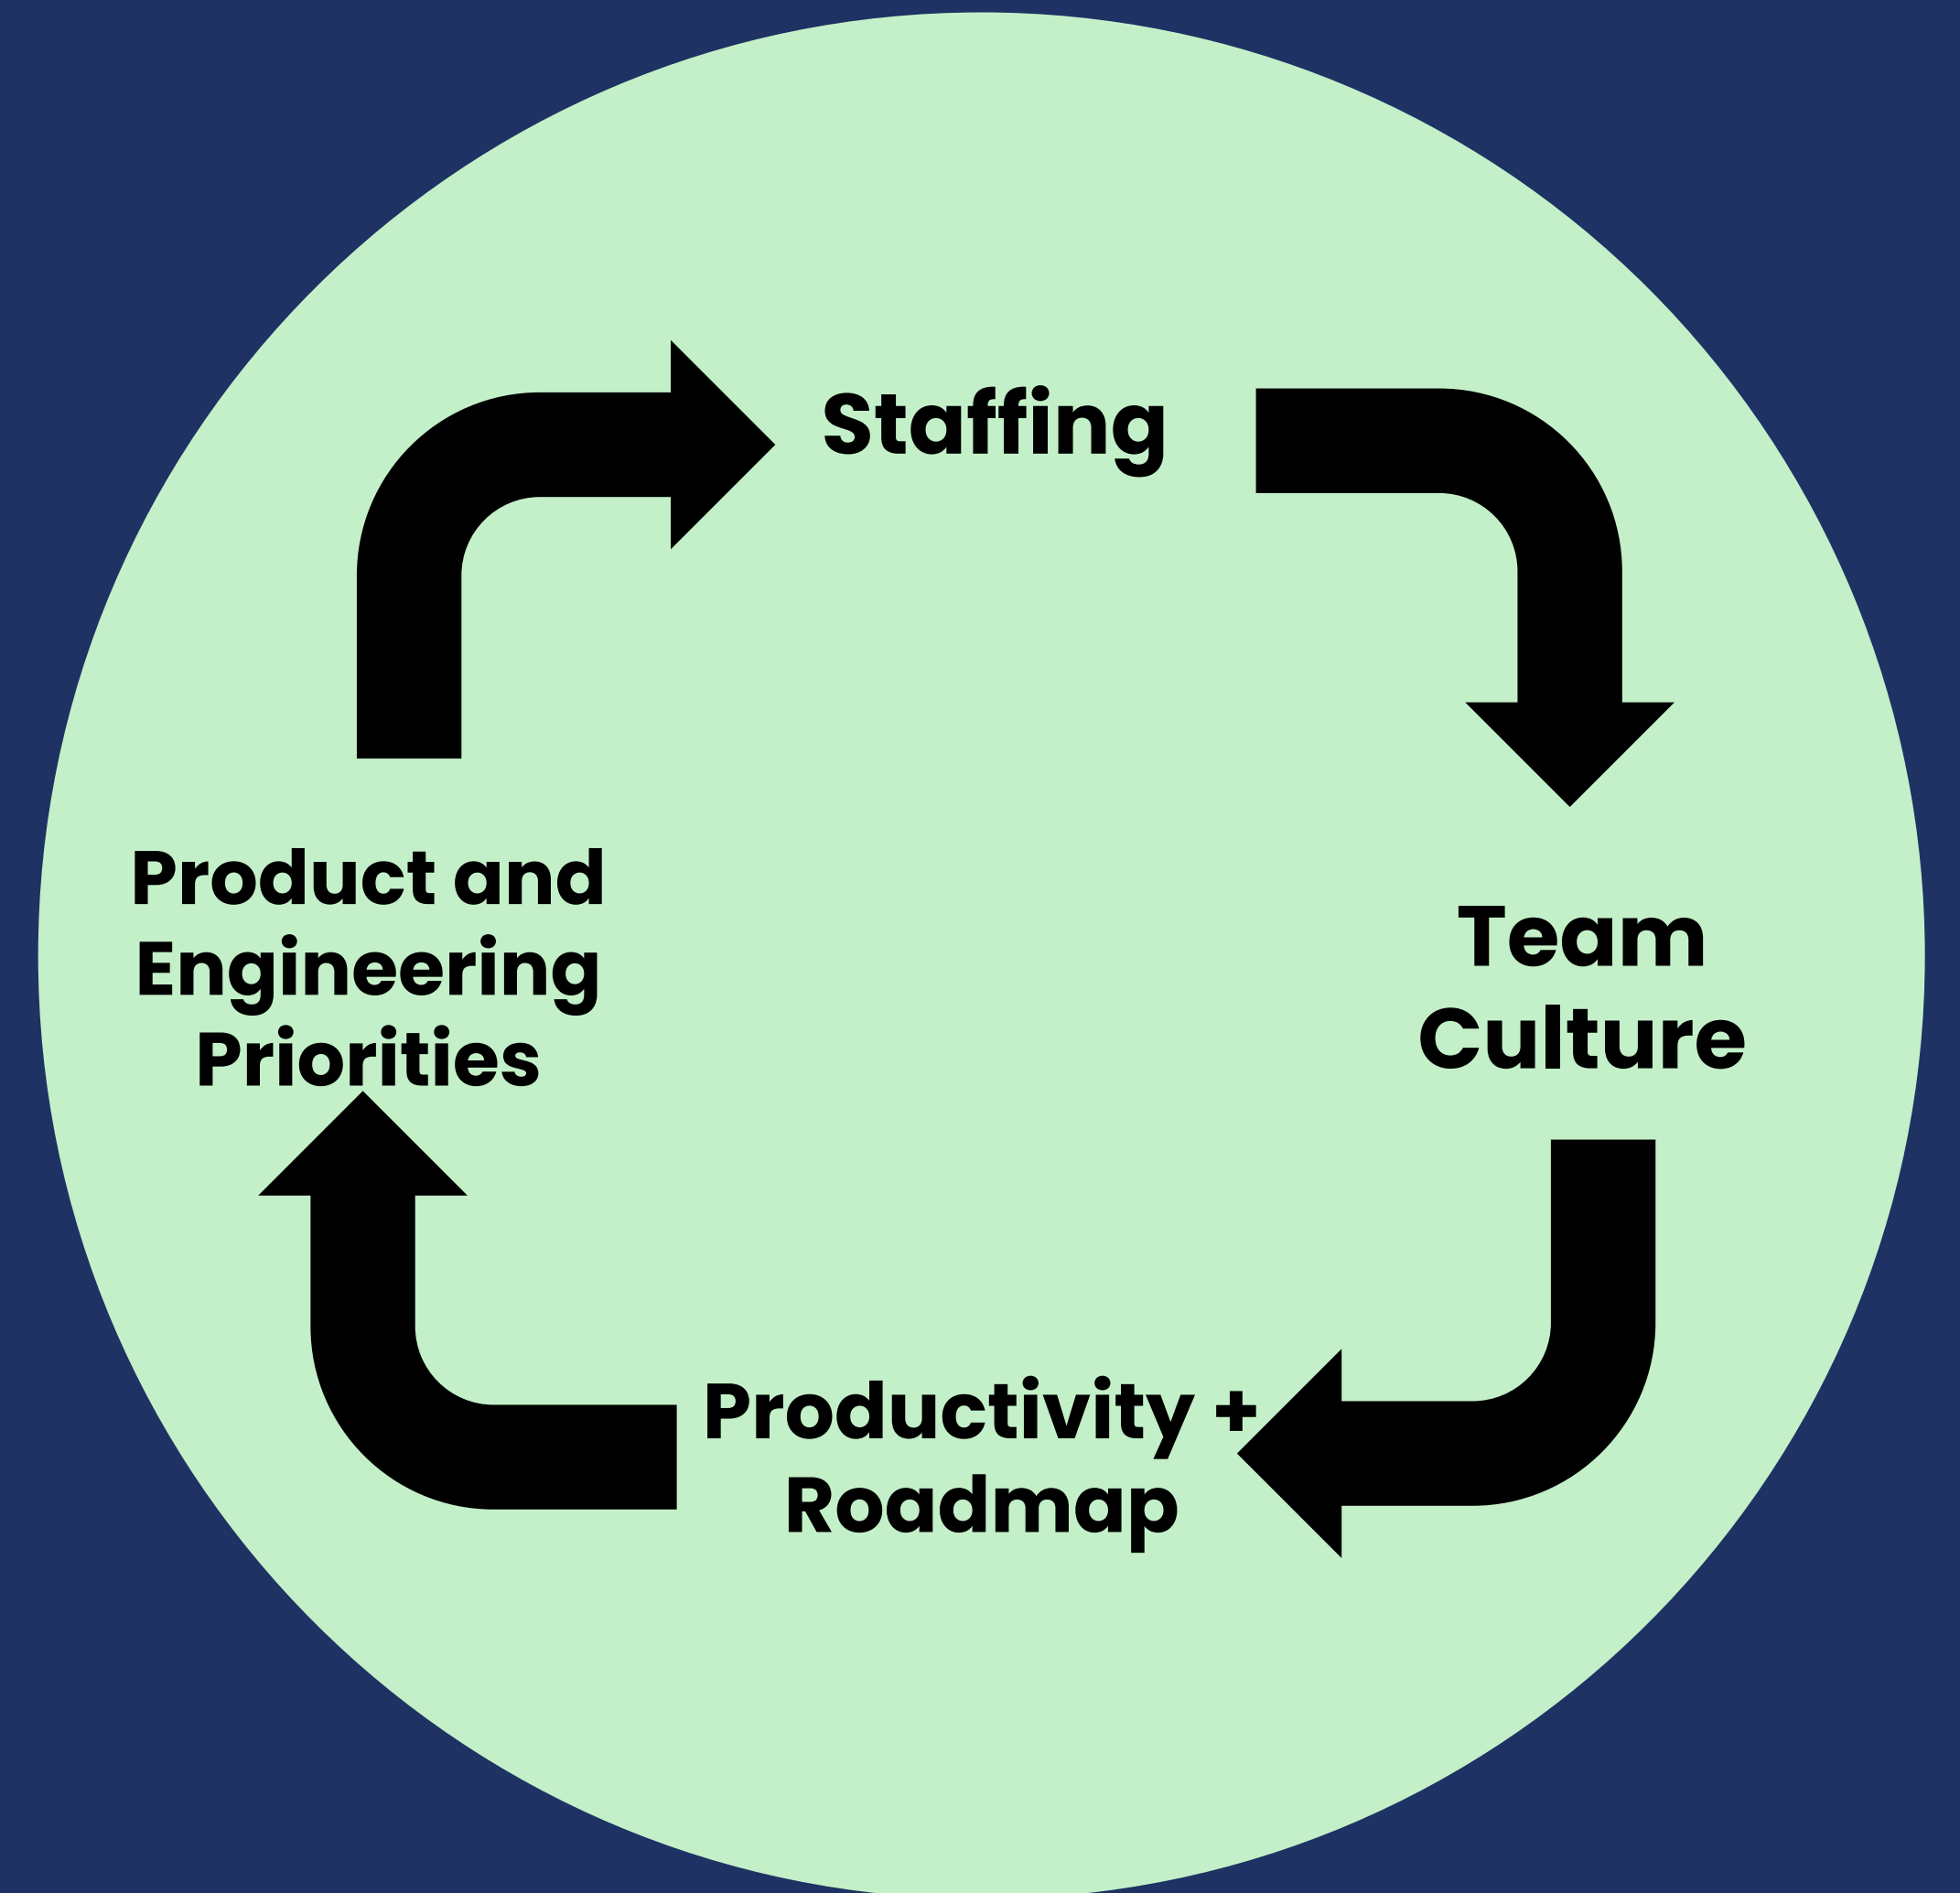 Staffing
Product and
Engineering
Priorities
Team
Culture
Productivity +
Roadmap